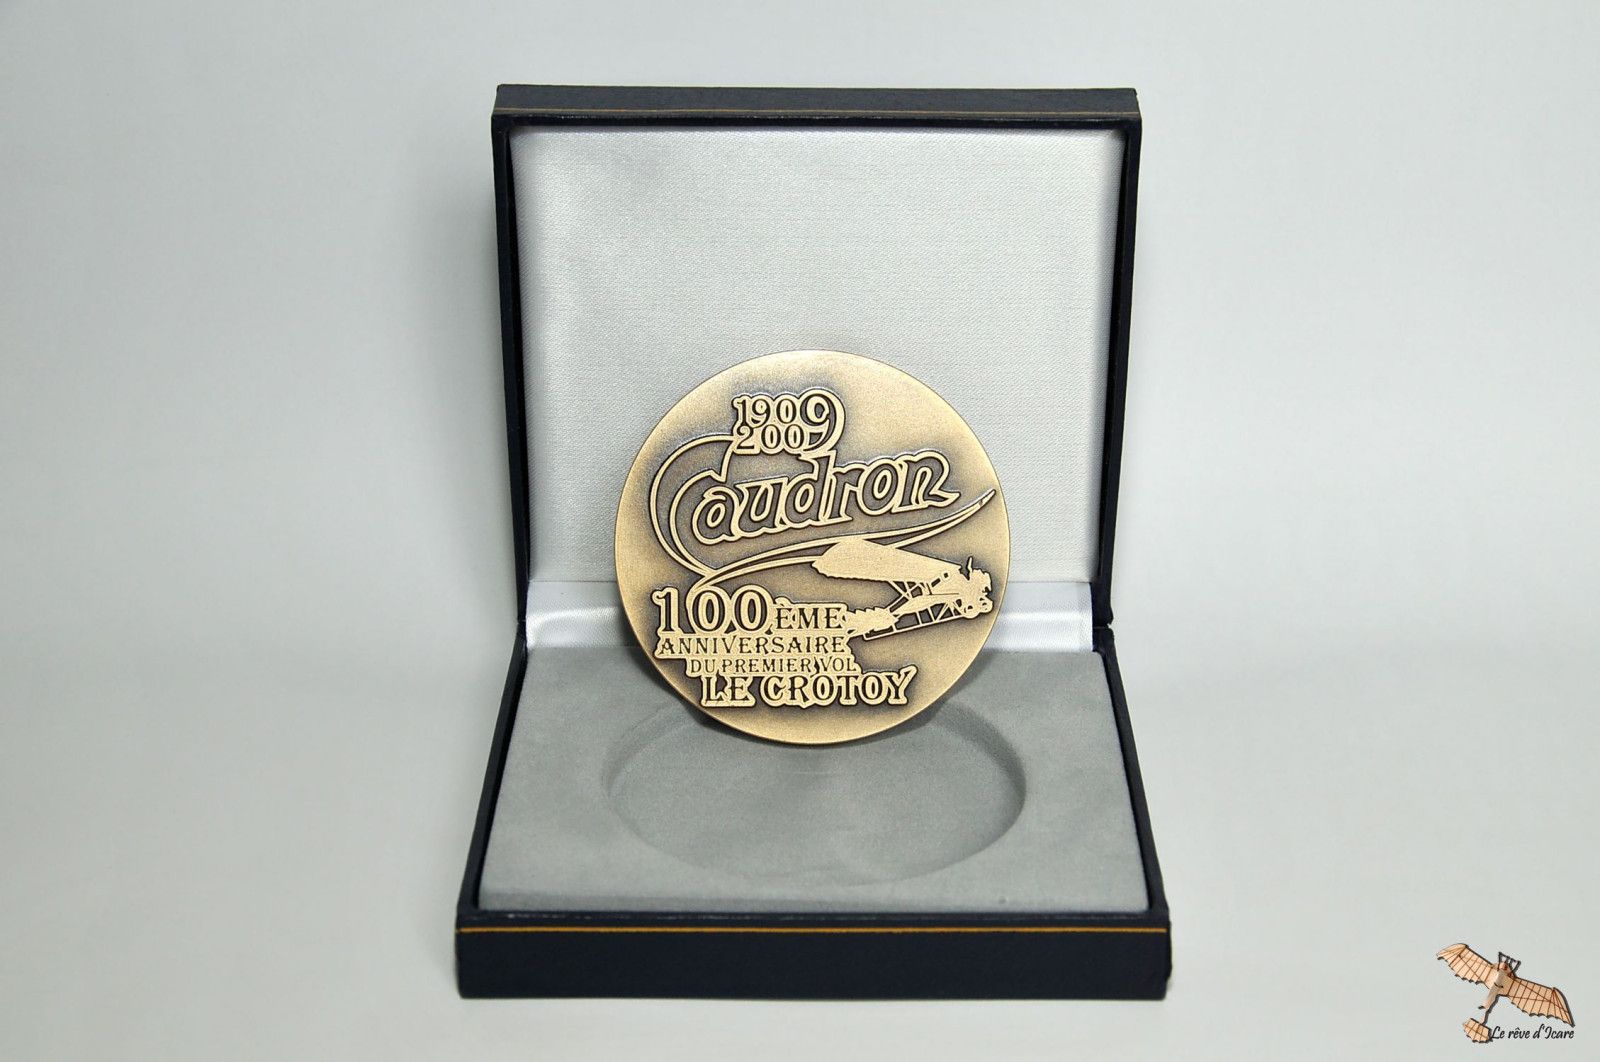 1909
2009
Caudron
100ÈME
ANNIVERSAIRE
DU PREMIER VOL
LE CROTOY
Le rêve d'Icare